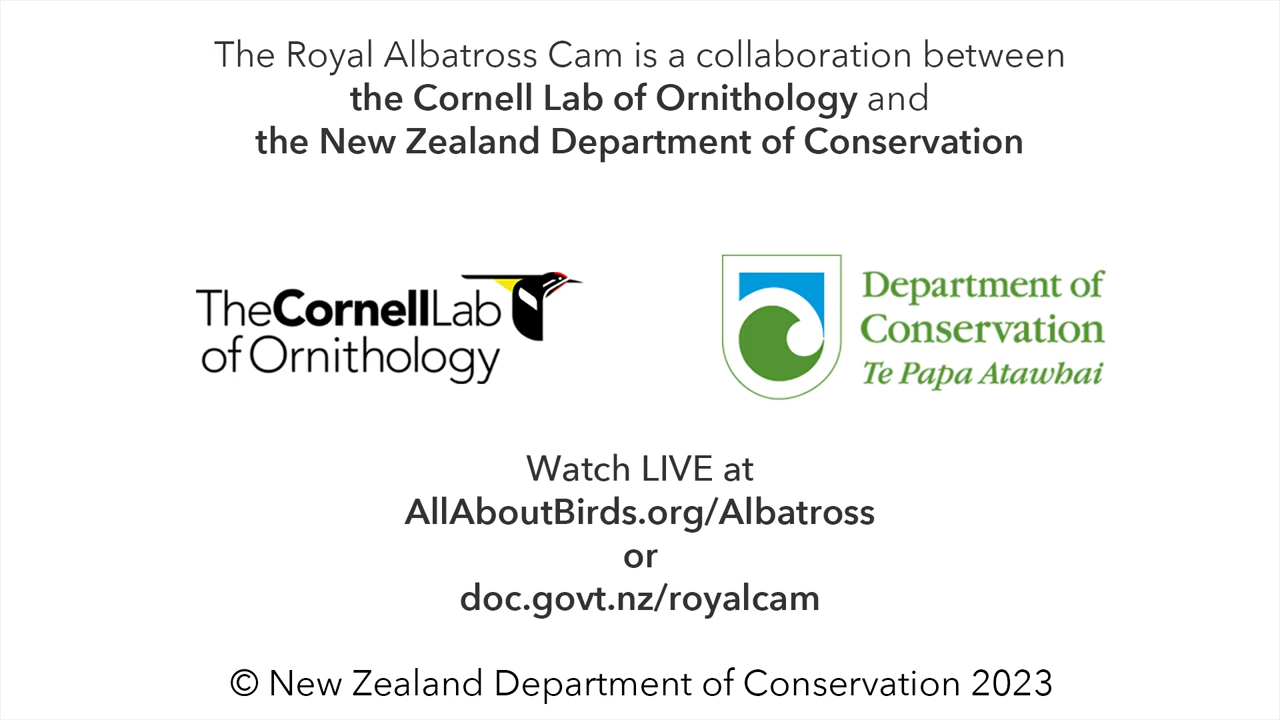 The Royal Albatross Cam is a collaboration between
the Cornell Lab of Ornithology and
the New Zealand Department of Conservation
TheCornellLab
of Ornithology
Department of
Conservation
Te Papa Atawhai
Watch LIVE at
AllAboutBirds.org/Albatross
or
doc.govt.nz/royalcam
© New Zealand Department of Conservation 2023